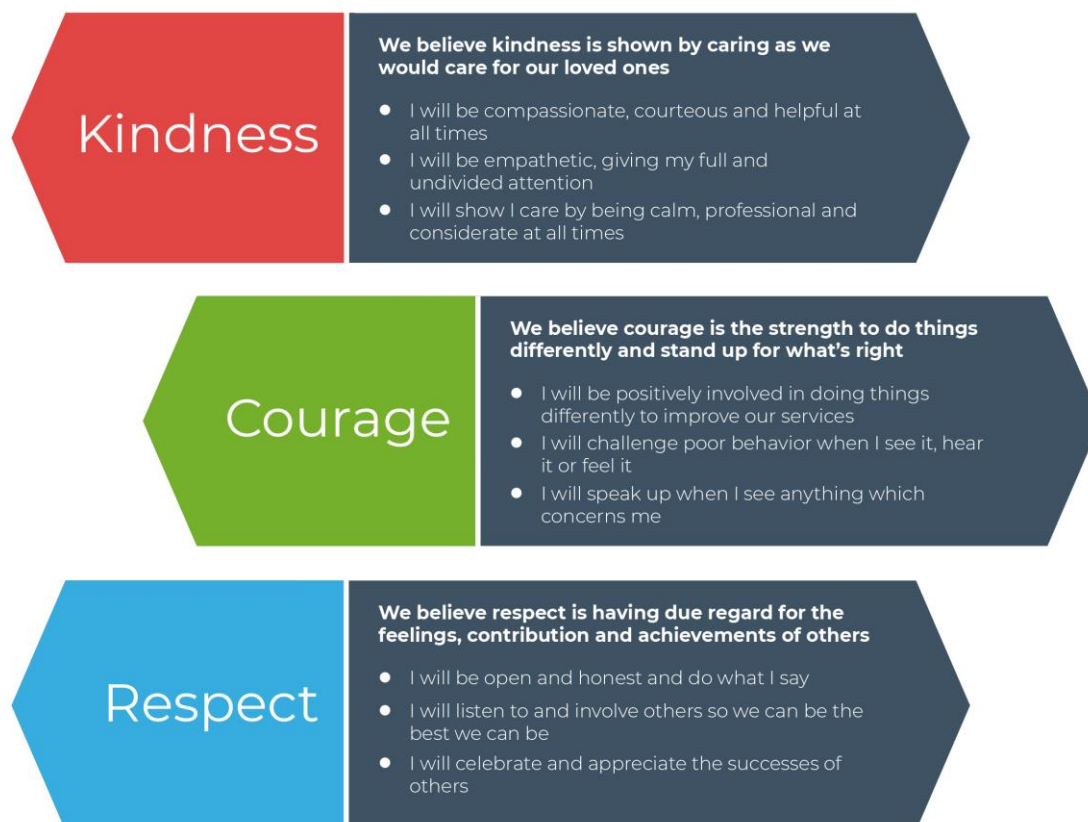 Kindness
We believe kindness is shown by caring as we
would care for our loved ones
● I will be compassionate, courteous and helpful at
all times
● I will be empathetic, giving my full and
undivided attention
● I will show I care by being calm, professional and
considerate at all times
Courage
We believe courage is the strength to do things
differently and stand up for what's right
● I will be positively involved in doing things
differently to improve our services
● I will challenge poor behavior when I see it, hear
it or feel it
● I will speak up when I see anything which
concerns me
Respect
We believe respect is having due regard for the
feelings, contribution and achievements of others
● I will be open and honest and do what I say
● I will listen to and involve others so we can be the
best we can be
● I will celebrate and appreciate the successes of
others